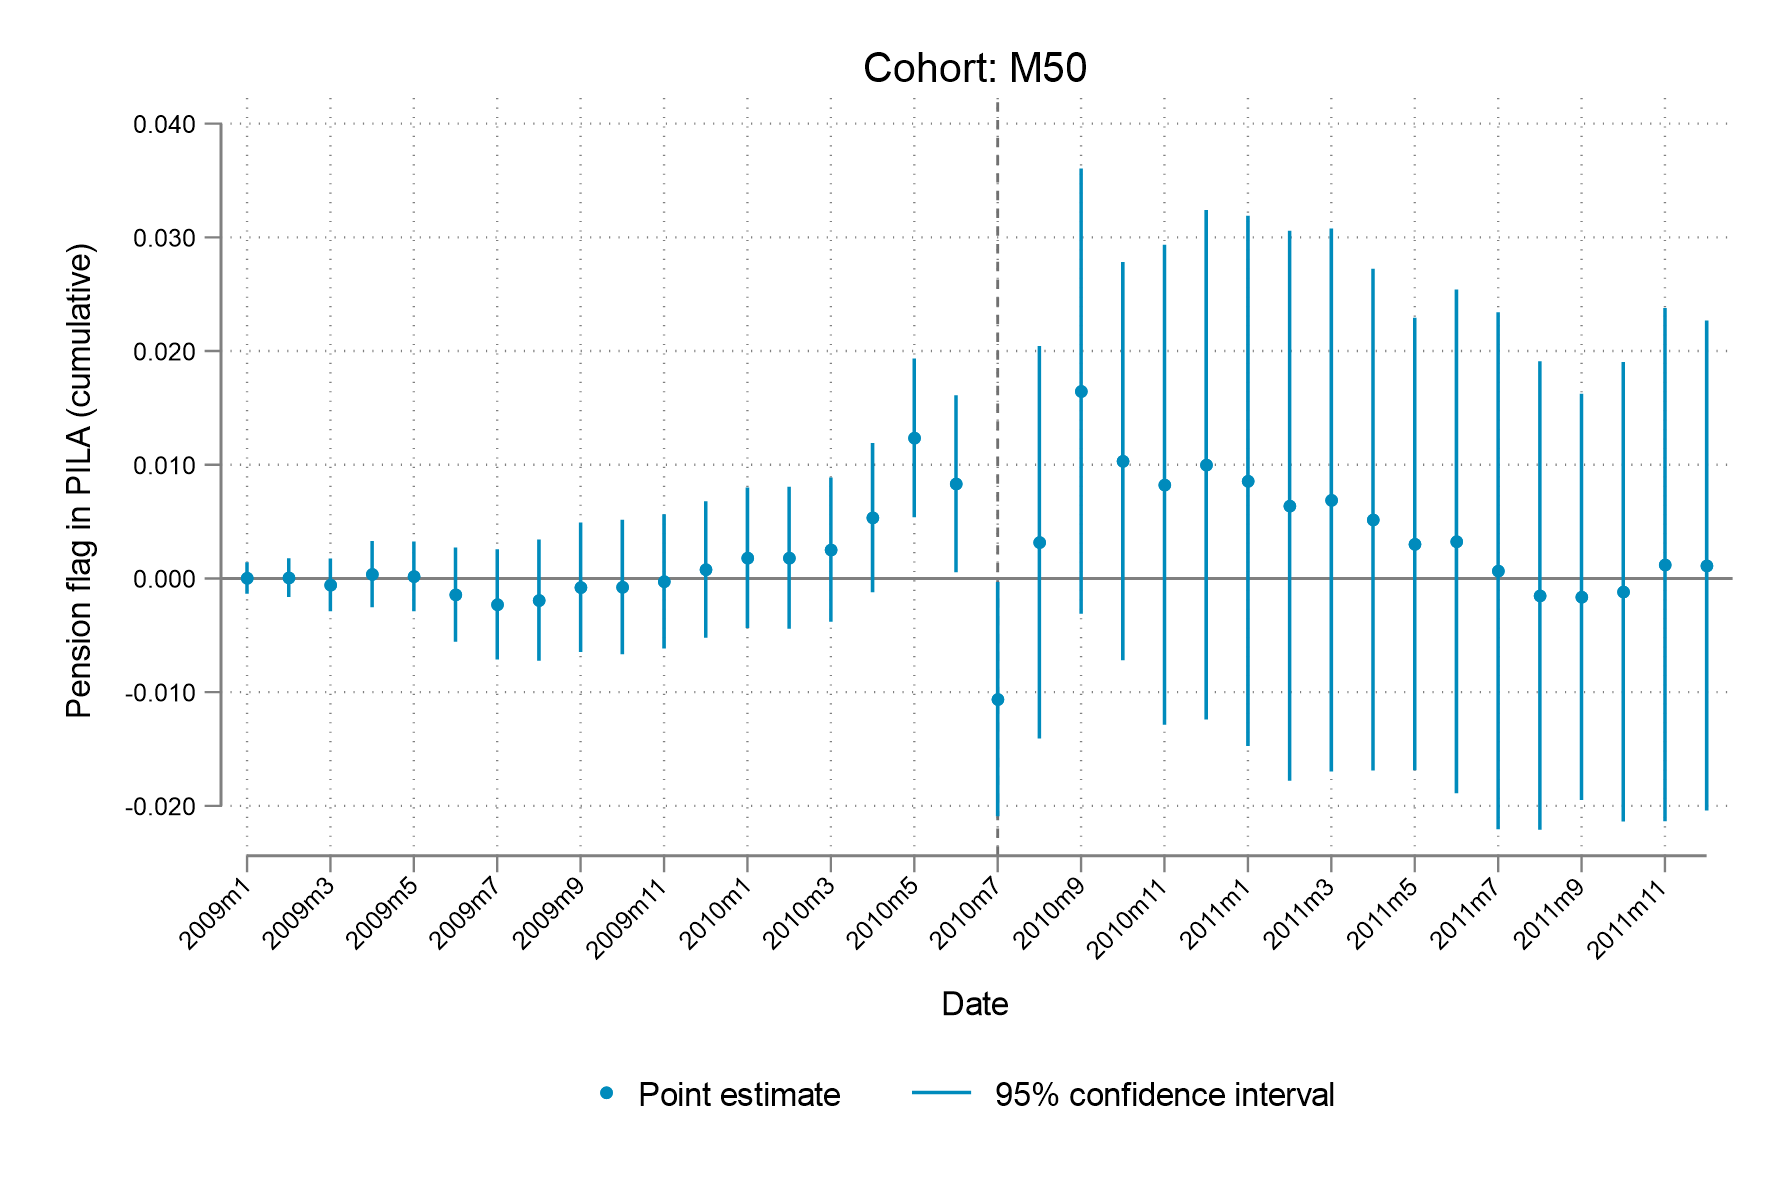 Cohort: M50
Pension flag in PILA (cumulative)
0.040
0.030
0.020
0.010
0.000
-0.010
-0.020
2009m1
2009m3
2009m5
2009m7
2009m9
2009m11
2010m1
2010m3
2010m5
2010m7
2010m9
2010m11
2011m1
2011m3
2011m5
2011m7
2011m9
2011m11
Date
Point estimate
95% confidence interval